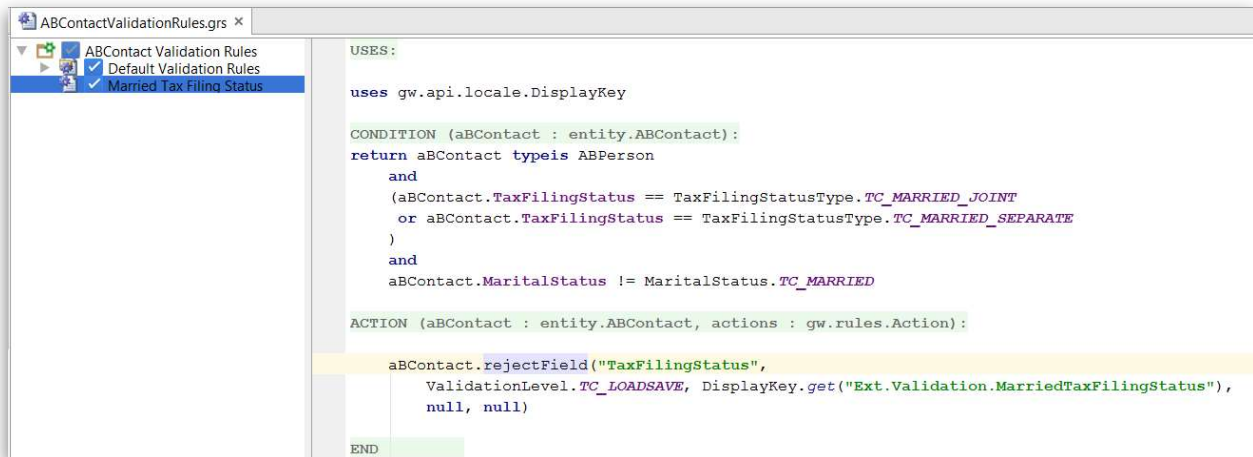 ABContactValidationRules.grs ×
ABContact Validation Rules
Default Validation Rules
Married Tax Filing Status
USES:
uses gw.api.locale.DisplayKey
CONDITION (aBContact : entity.ABContact):
return aBContact typeis ABPerson
and
(aBContact.TaxFilingStatus == TaxFilingStatusType.TC_MARRIED_JOINT
or aBContact.TaxFilingStatus == TaxFilingStatusType.TC_MARRIED_SEPARATE
)
and
aBContact.MaritalStatus != MaritalStatus.TC_MARRIED
ACTION (aBContact : entity.ABContact, actions : gw.rules.Action):
aBContact.rejectField("TaxFilingStatus",
ValidationLevel.TC_LOADSAVE, DisplayKey.get("Ext.Validation.MarriedTaxFilingStatus"),
null, null)
END